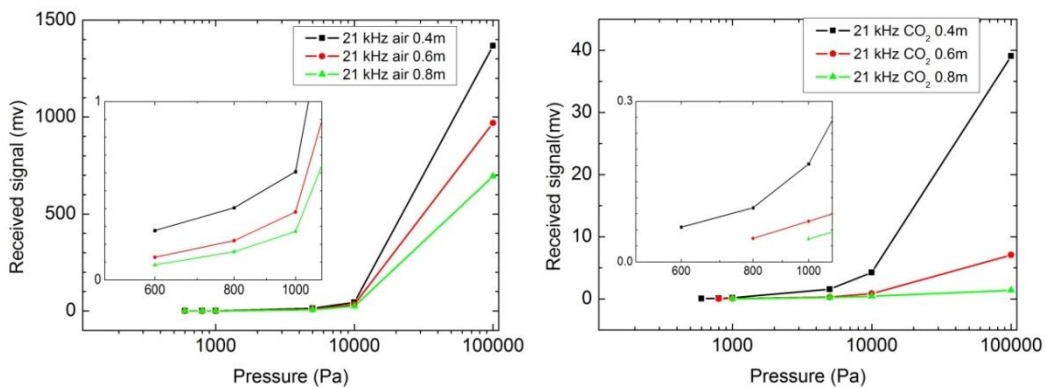 1500
1000
500
0
Received signal (mv)
21 kHz air 0.4m
21 kHz air 0.6m
21 kHz air 0.8m
1
0
600 800 1000
1000 10000 100000
Pressure (Pa)
40
30
20
10
0
Received signal(mv)
21 kHz CO₂ 0.4m
21 kHz CO₂ 0.6m
21 kHz CO₂ 0.8m
0.3
0.0
600 800 1000
1000 10000 100000
Pressure (Pa)